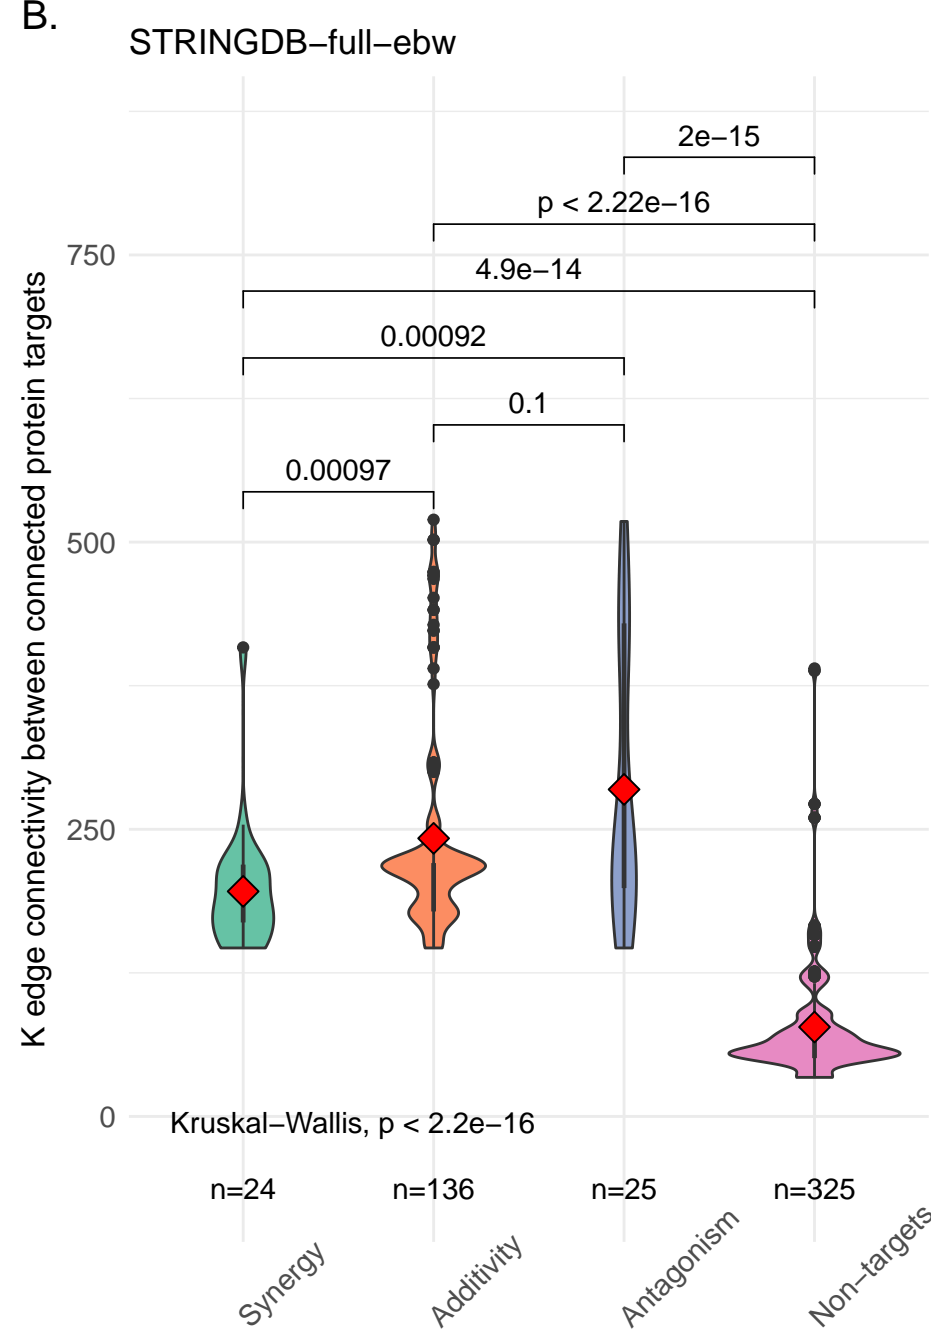 B.
STRINGDB−full−ebw
2e−15
p < 2.22e−16
750
4.9e−14
0.00092
0.1
0.00097
500
250
0
K edge connectivity between connected protein targets
Kruskal−Wallis, p < 2.2e−16
n=24 n=136 n=25 n=325
Synergy Additivity Antagonism Non−targets